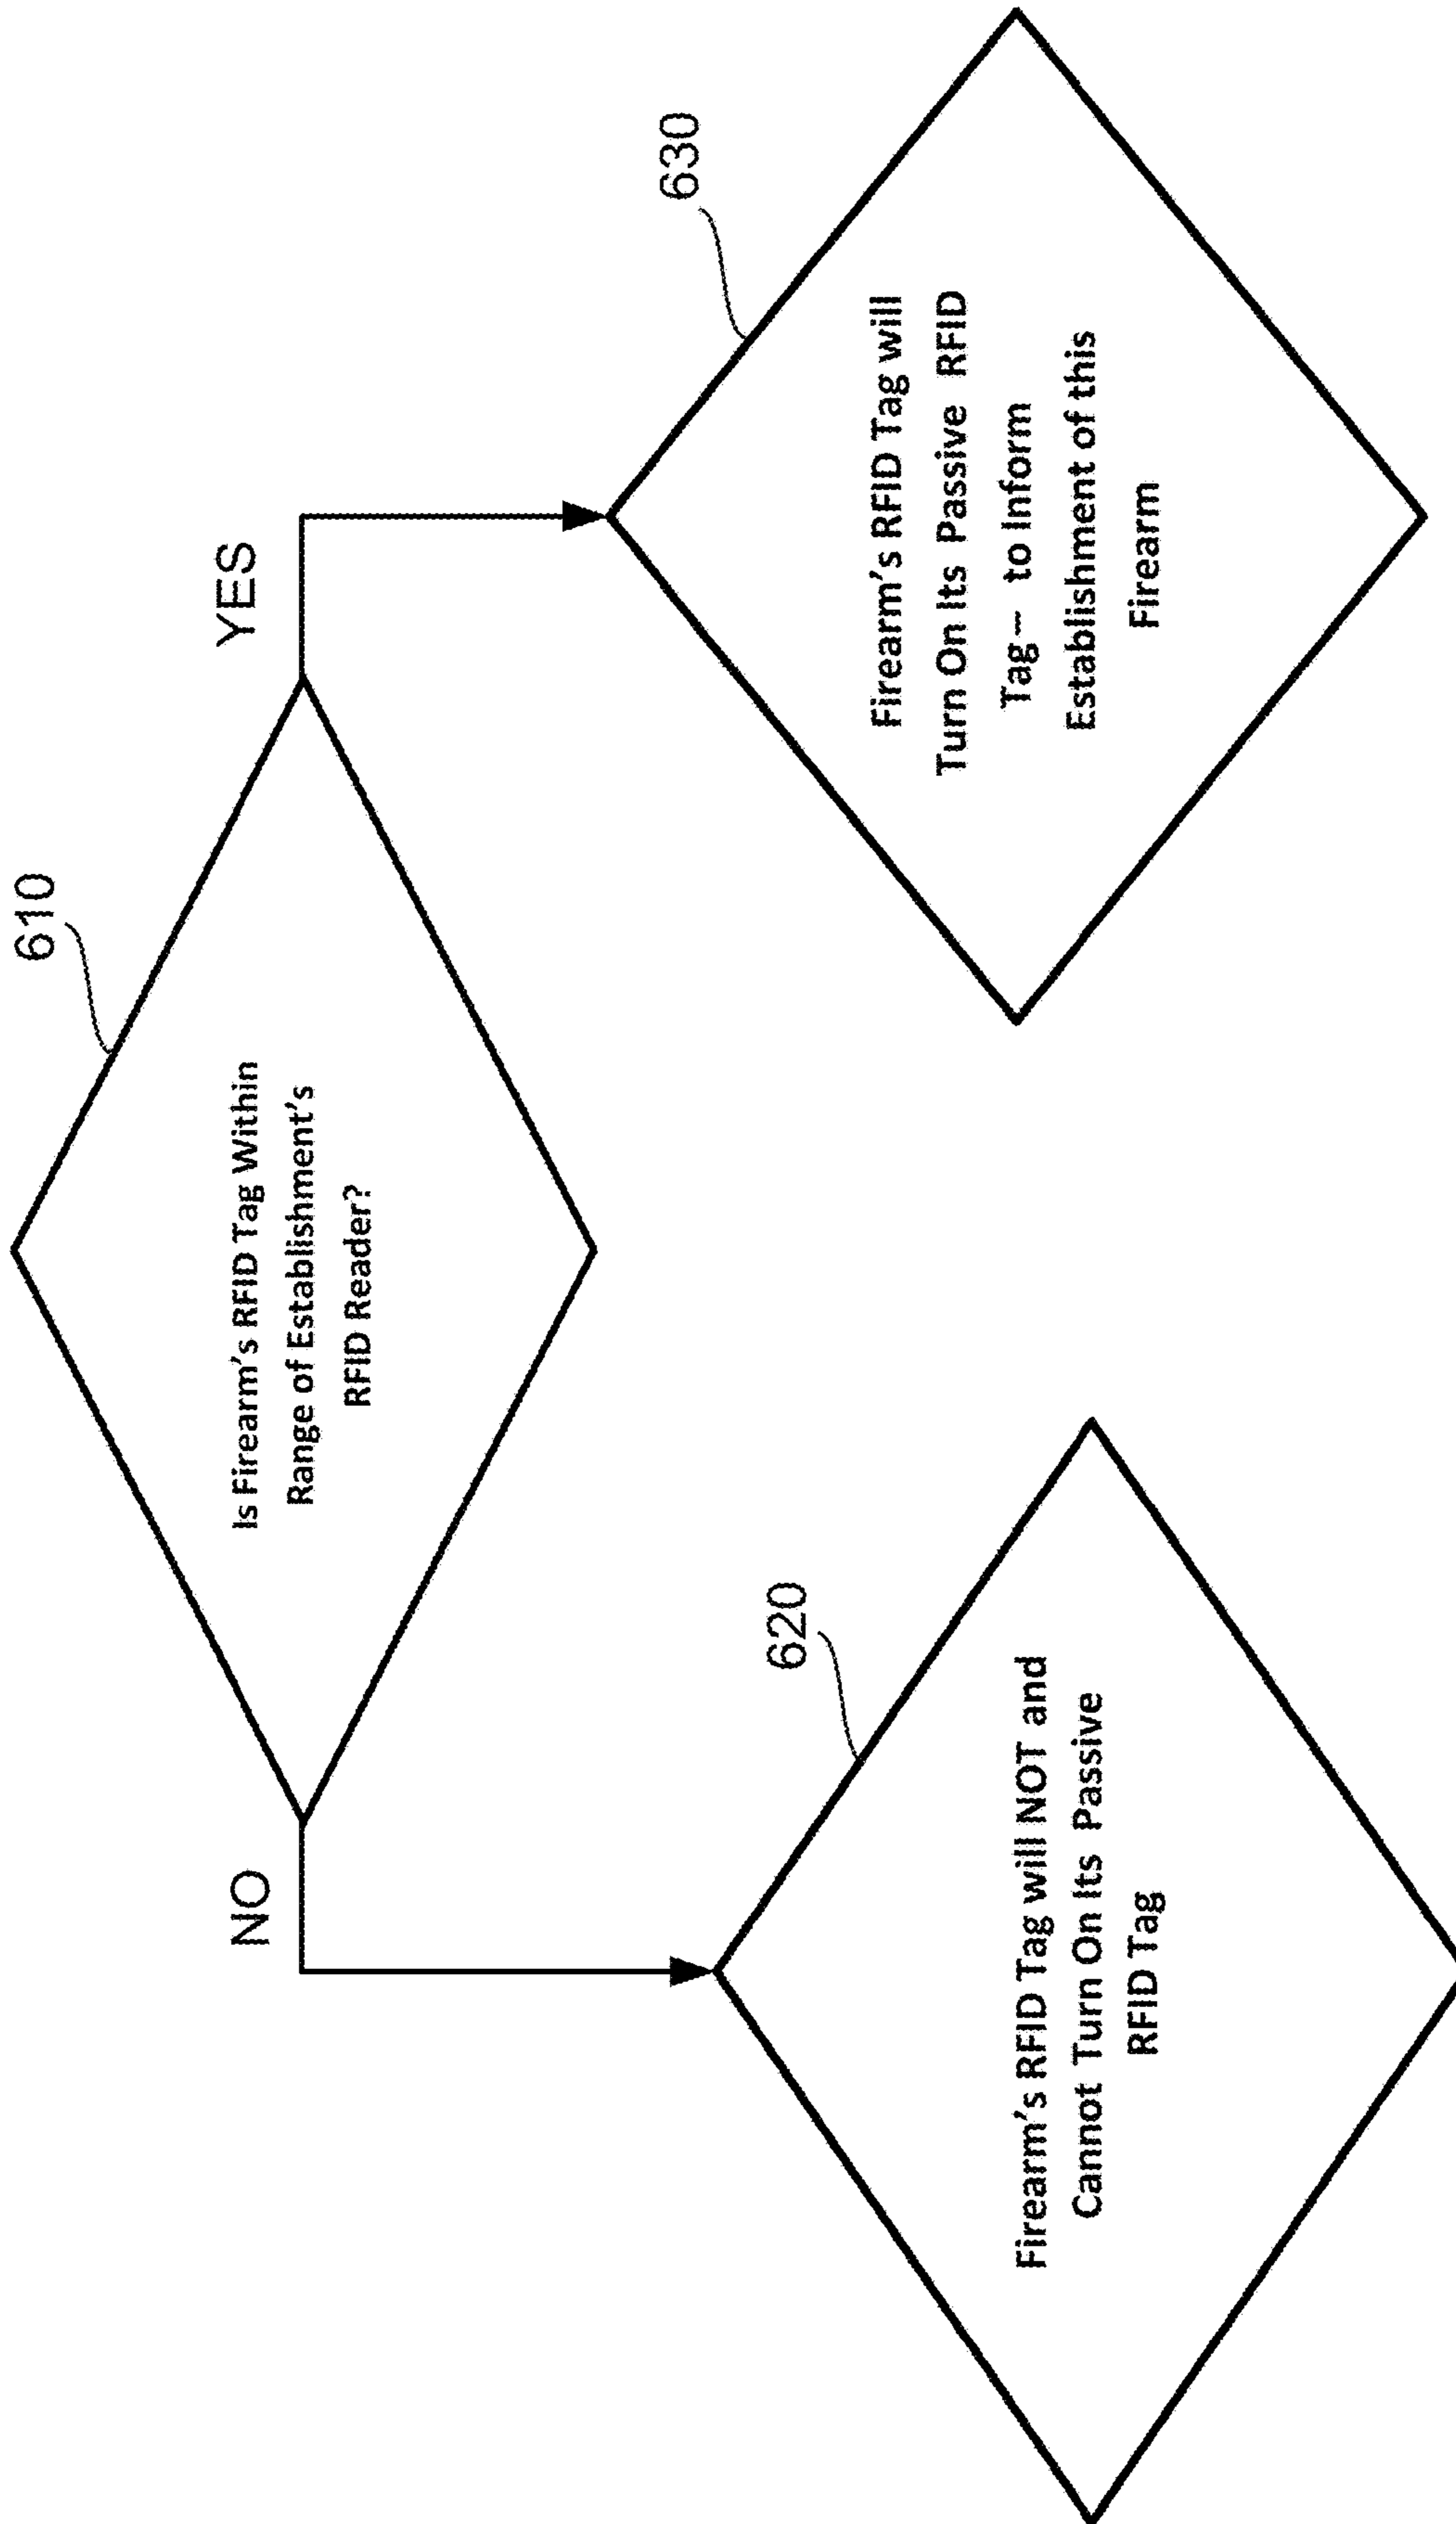 610
Is Firearm's RFID Tag Within
Range of Establishment's
RFID Reader?
NO
YES
620
Firearm's RFID Tag will NOT and
Cannot Turn On Its Passive
RFID Tag
630
Firearm's RFID Tag will
Turn On Its Passive RFID
Tag – to Inform
Establishment of this
Firearm